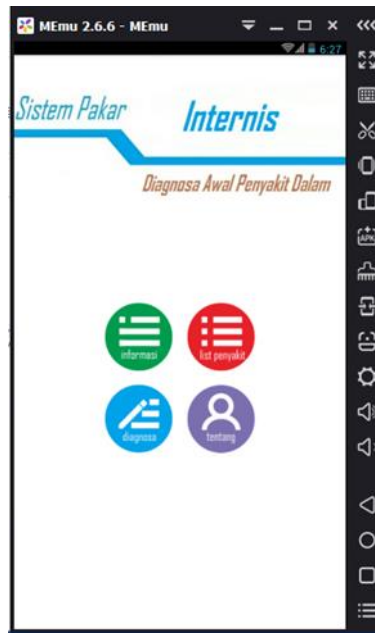 MEmu 2.6.6 - MEmu
6:27
Sistem Pakar
Internis
Diagnosa Awal Penyakit Dalam
informasi
list penyakit
diagnosa
tentang
APK